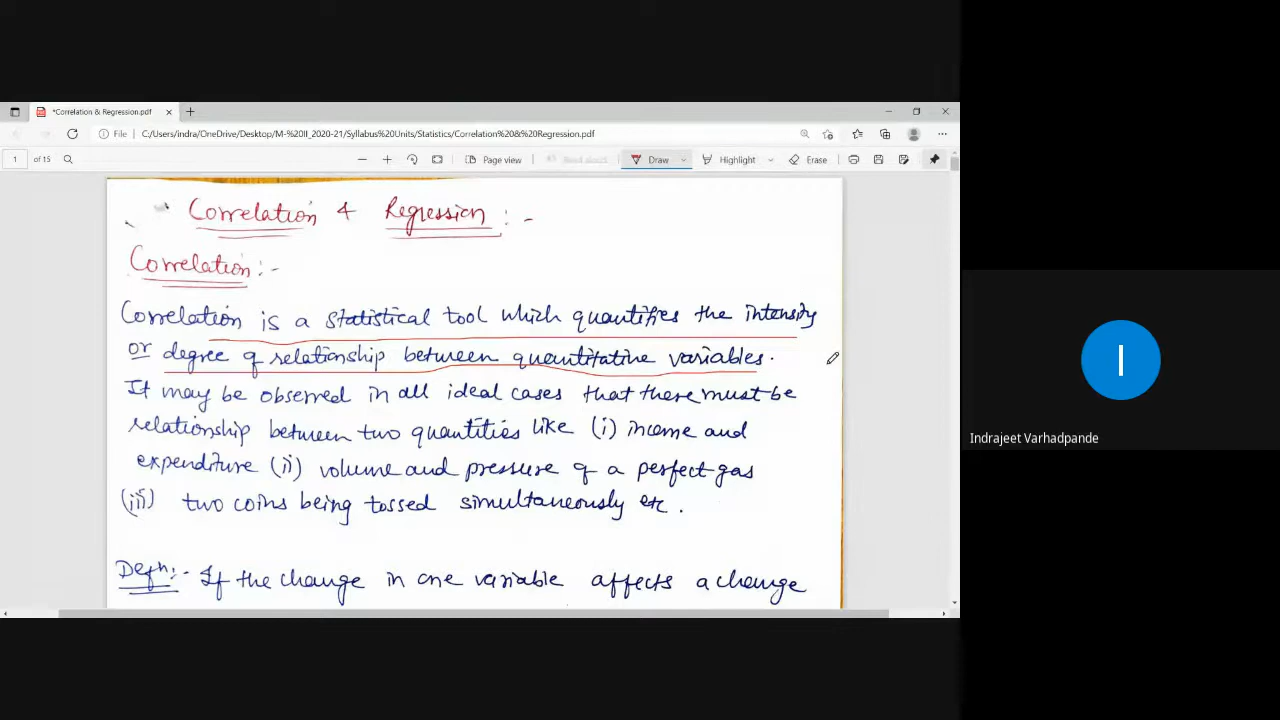 *Correlation & Regression.pdf
File C:/Users/indra/OneDrive/Desktop/M-%20II_2020-21/Syllabus%20Units/Statistics/Correlation%20&%20Regression.pdf
1 of 15 Page view Read aloud Draw Highlight Erase
Correlation & Regression :-
Correlation :-
Correlation is a statistical tool which quantifies the intensity
or degree of relationship between quantitative variables.
It may be observed in all ideal cases that there must be
relationship between two quantities like (i) income and
expenditure (ii) volume and pressure of a perfect gas
(iii) two coins being tossed simultaneously etc.
Defn:- If the change in one variable affects a change
I
Indrajeet Varhadpande